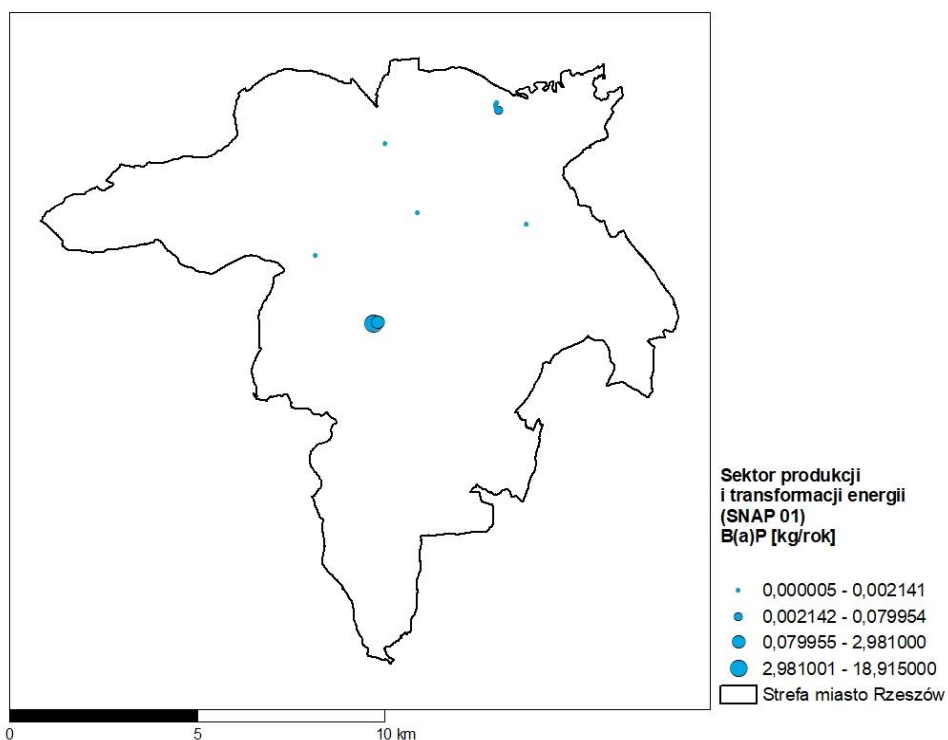 Sektor produkcji
i transformacji energii
(SNAP 01)
B(a)P [kg/rok]
0,000005 - 0,002141
0,002142 - 0,079954
0,079955 - 2,981000
2,981001 - 18,915000
Strefa miasto Rzeszów
0 5 10 km